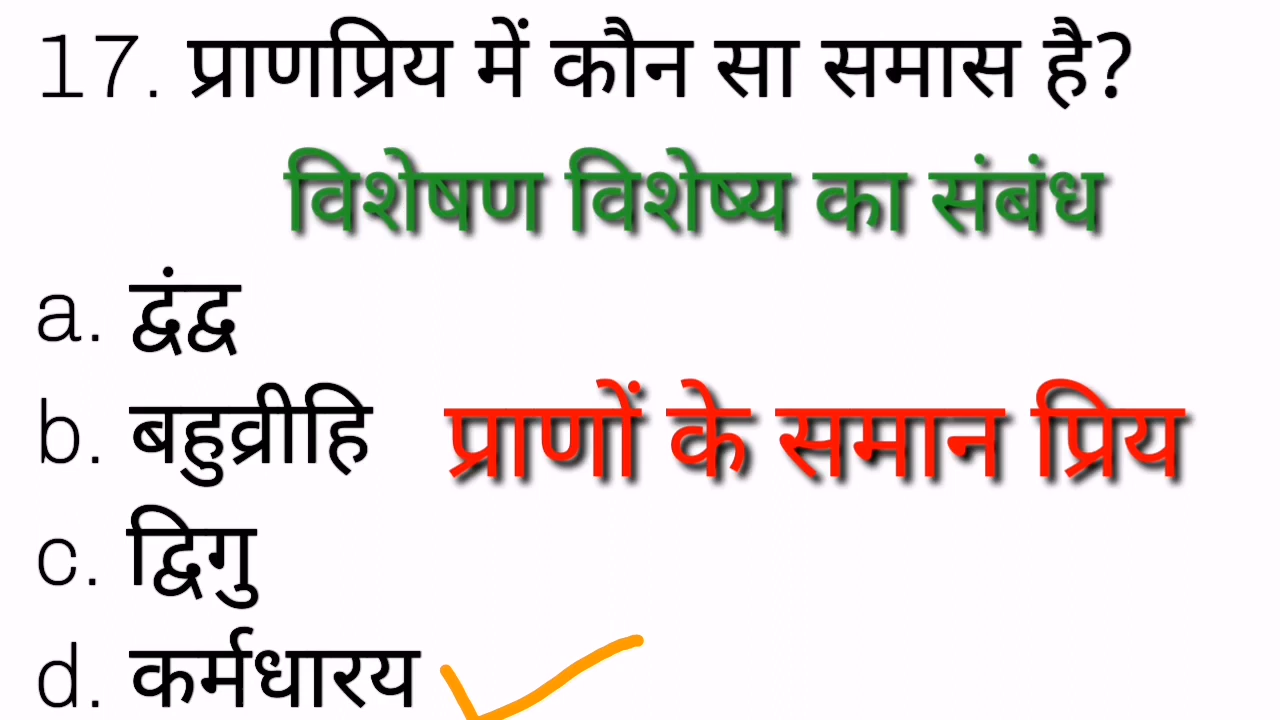 17. प्राणप्रिय में कौन सा समास है?
विशेषण विशेष्य का संबंध
a. द्वंद्व
b. बहुव्रीहि
प्राणों के समान प्रिय
c. द्विगु
d. कर्मधारय